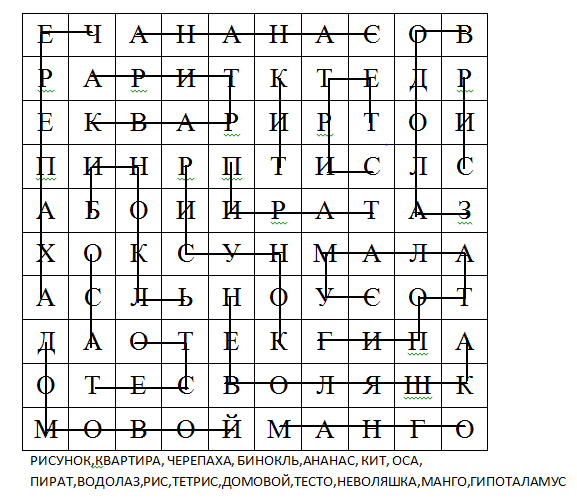 Е Ч А Н А Н А С О В
Р А Р И Т К Т Е Д Р
Е К В А Р И Р Т О И
П И Н Р П Т И С Л С
А Б О И И Р А Т А З
Х О К С У Н М А Л А
А С Л Ь Н О У С О Т
Д А О Т Е К Г И П А
О Т Е С В О Л Я Ш К
М О В О Й М А Н Г О
РИСУНОК,КВАРТИРА, ЧЕРЕПАХА, БИНОКЛЬ,АНАНАС, КИТ, ОСА,
ПИРАТ,ВОДОЛАЗ,РИС,ТЕТРИС,ДОМОВОЙ,ТЕСТО,НЕВОЛЯШКА,МАНГО,ГИПОТАЛАМУС